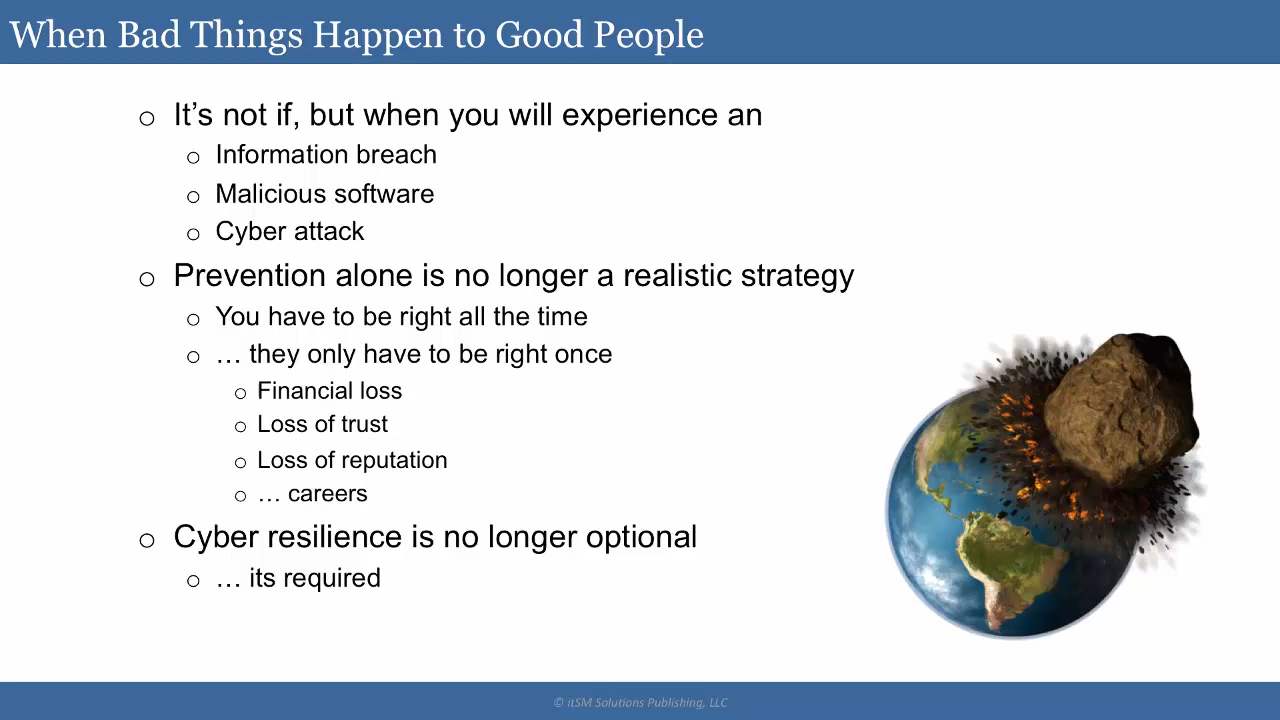 When Bad Things Happen to Good People
o It’s not if, but when you will experience an
o Information breach
o Malicious software
o Cyber attack
o Prevention alone is no longer a realistic strategy
o You have to be right all the time
o … they only have to be right once
o Financial loss
o Loss of trust
o Loss of reputation
o … careers
o Cyber resilience is no longer optional
o … its required
© itSM Solutions Publishing, LLC